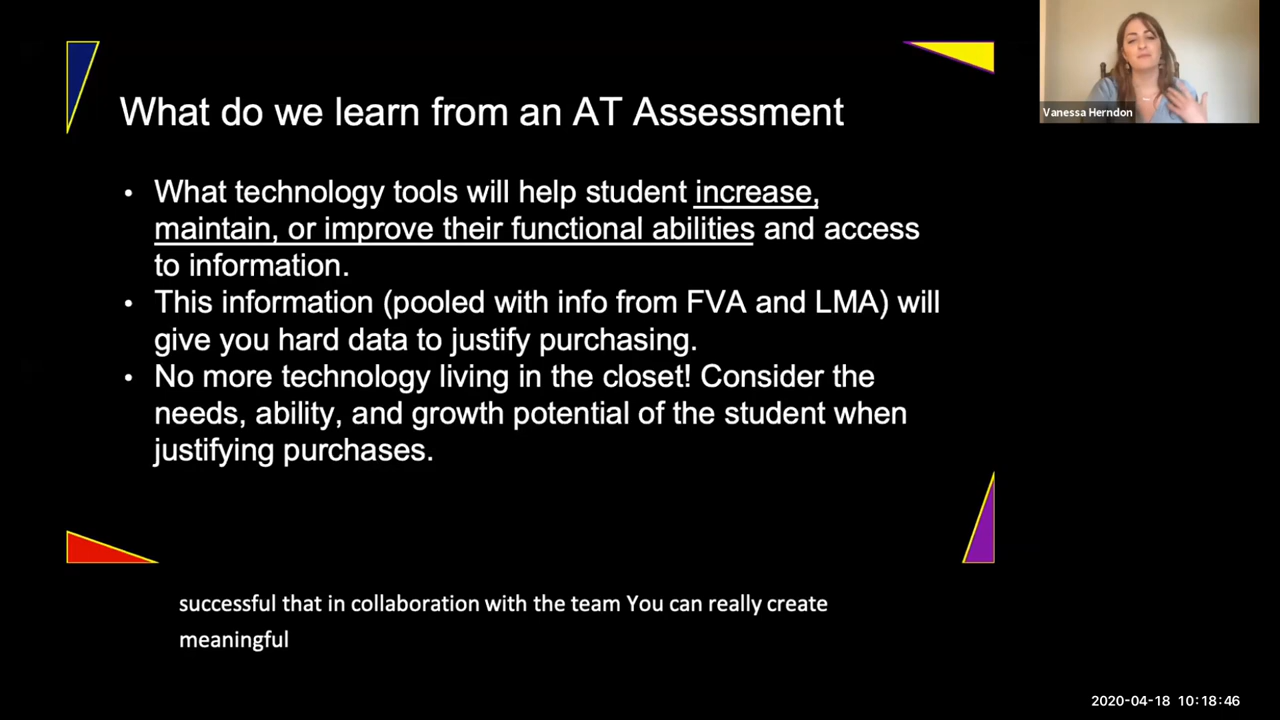 What do we learn from an AT Assessment
• What technology tools will help student increase,
maintain, or improve their functional abilities and access
to information.
• This information (pooled with info from FVA and LMA) will
give you hard data to justify purchasing.
• No more technology living in the closet! Consider the
needs, ability, and growth potential of the student when
justifying purchases.
Vanessa Herndon
successful that in collaboration with the team You can really create
meaningful
2020-04-18 10:18:46